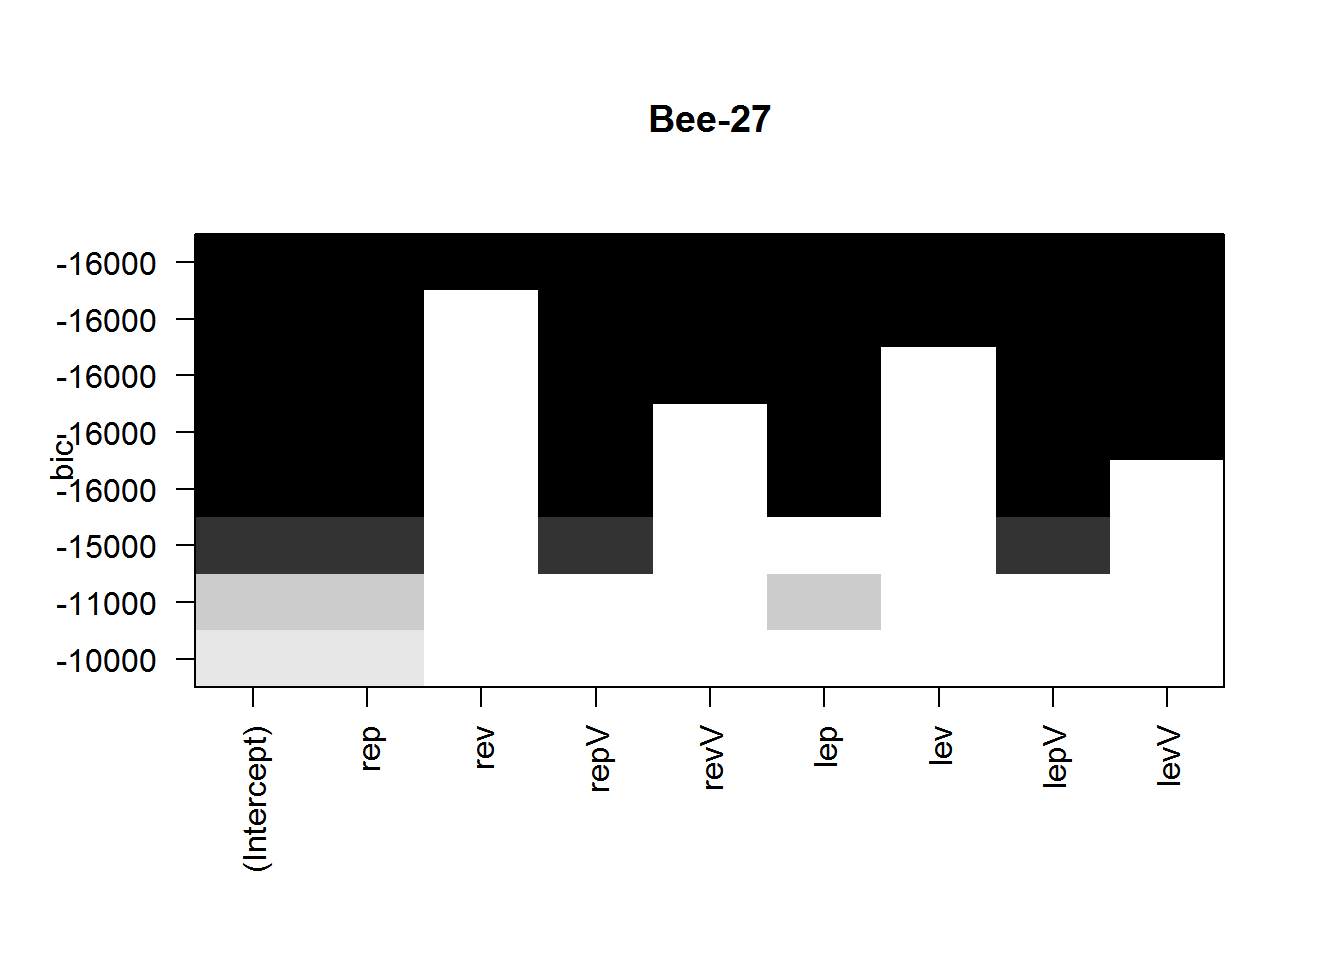 Bee-27
-16000
-16000
-16000
-16000
-16000
-15000
-11000
-10000
bic
(Intercept)
rep
rev
repV
revV
lep
lev
lepV
levV